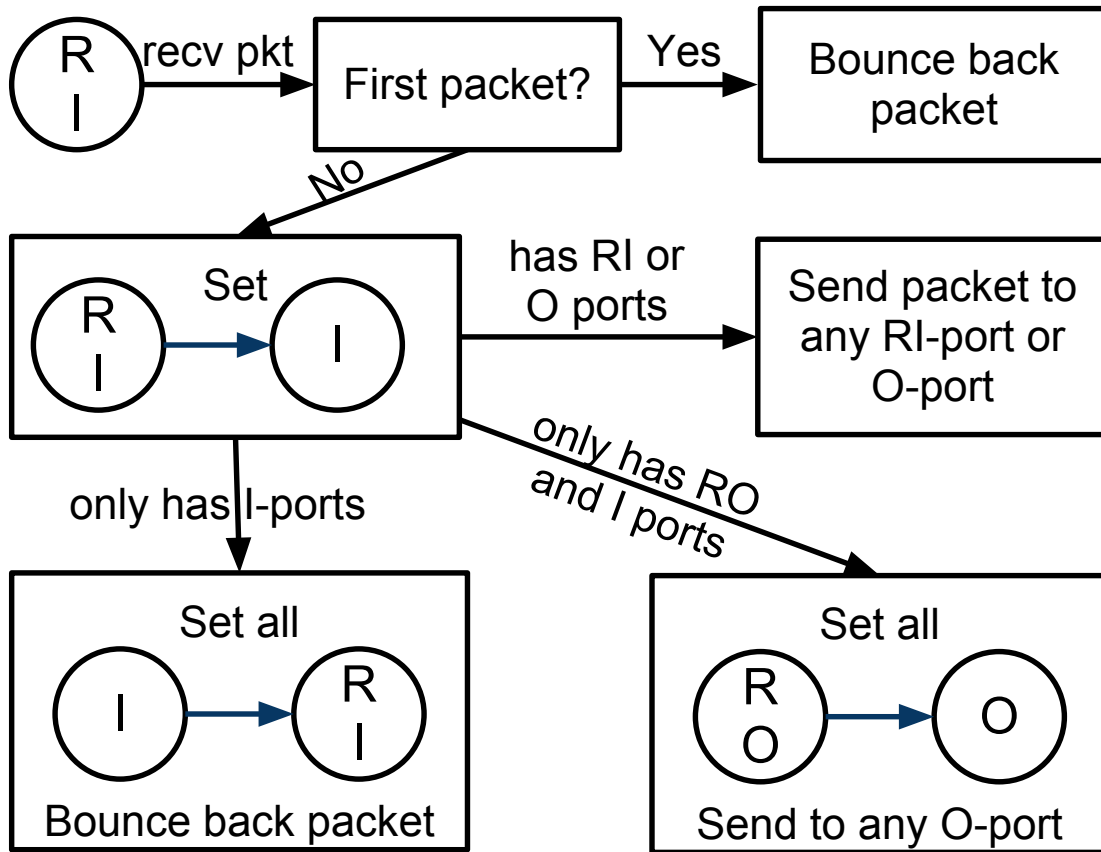 R
I
recv pkt
First packet?
Yes
Bounce back
packet
No
Set
R
I
I
has RI or
O ports
Send packet to
any RI-port or
O-port
only has I-ports
only has RO
and I ports
Set all
I
R
I
Bounce back packet
Set all
R
O
O
Send to any O-port